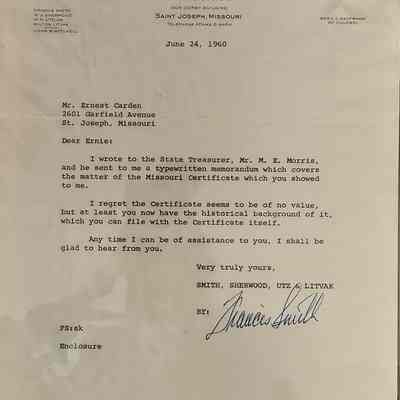 SAINT JOSEPH, MISSOURI
June 24, 1960
Mr. Ernest Carden
2601 Garfield Avenue
St. Joseph, Missouri
Dear Ernie:
I wrote to the State Treasurer, Mr. M. E. Morris,
and he sent to me a typewritten memorandum which covers
the matter of the Missouri Certificate which you showed
to me.
I regret the Certificate seems to be of no value,
but at least you now have the historical background of it,
which you can file with the Certificate itself.
Any time I can be of assistance to you, I shall be
glad to hear from you.
Very truly yours,
SMITH, SHERWOOD, UTZ & LITVAK
BY: Francis Smith
FS:sk
Enclosure